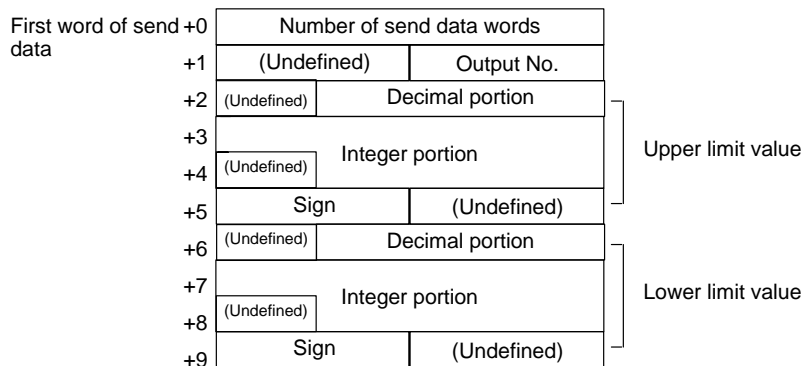 First word of send data
+0 Number of send data words
+1 (Undefined) Output No.
+2 (Undefined) Decimal portion
+3
Integer portion Upper limit value
+4 (Undefined)
+5 Sign (Undefined)
+6 (Undefined) Decimal portion
+7
Integer portion Lower limit value
+8 (Undefined)
+9 Sign (Undefined)